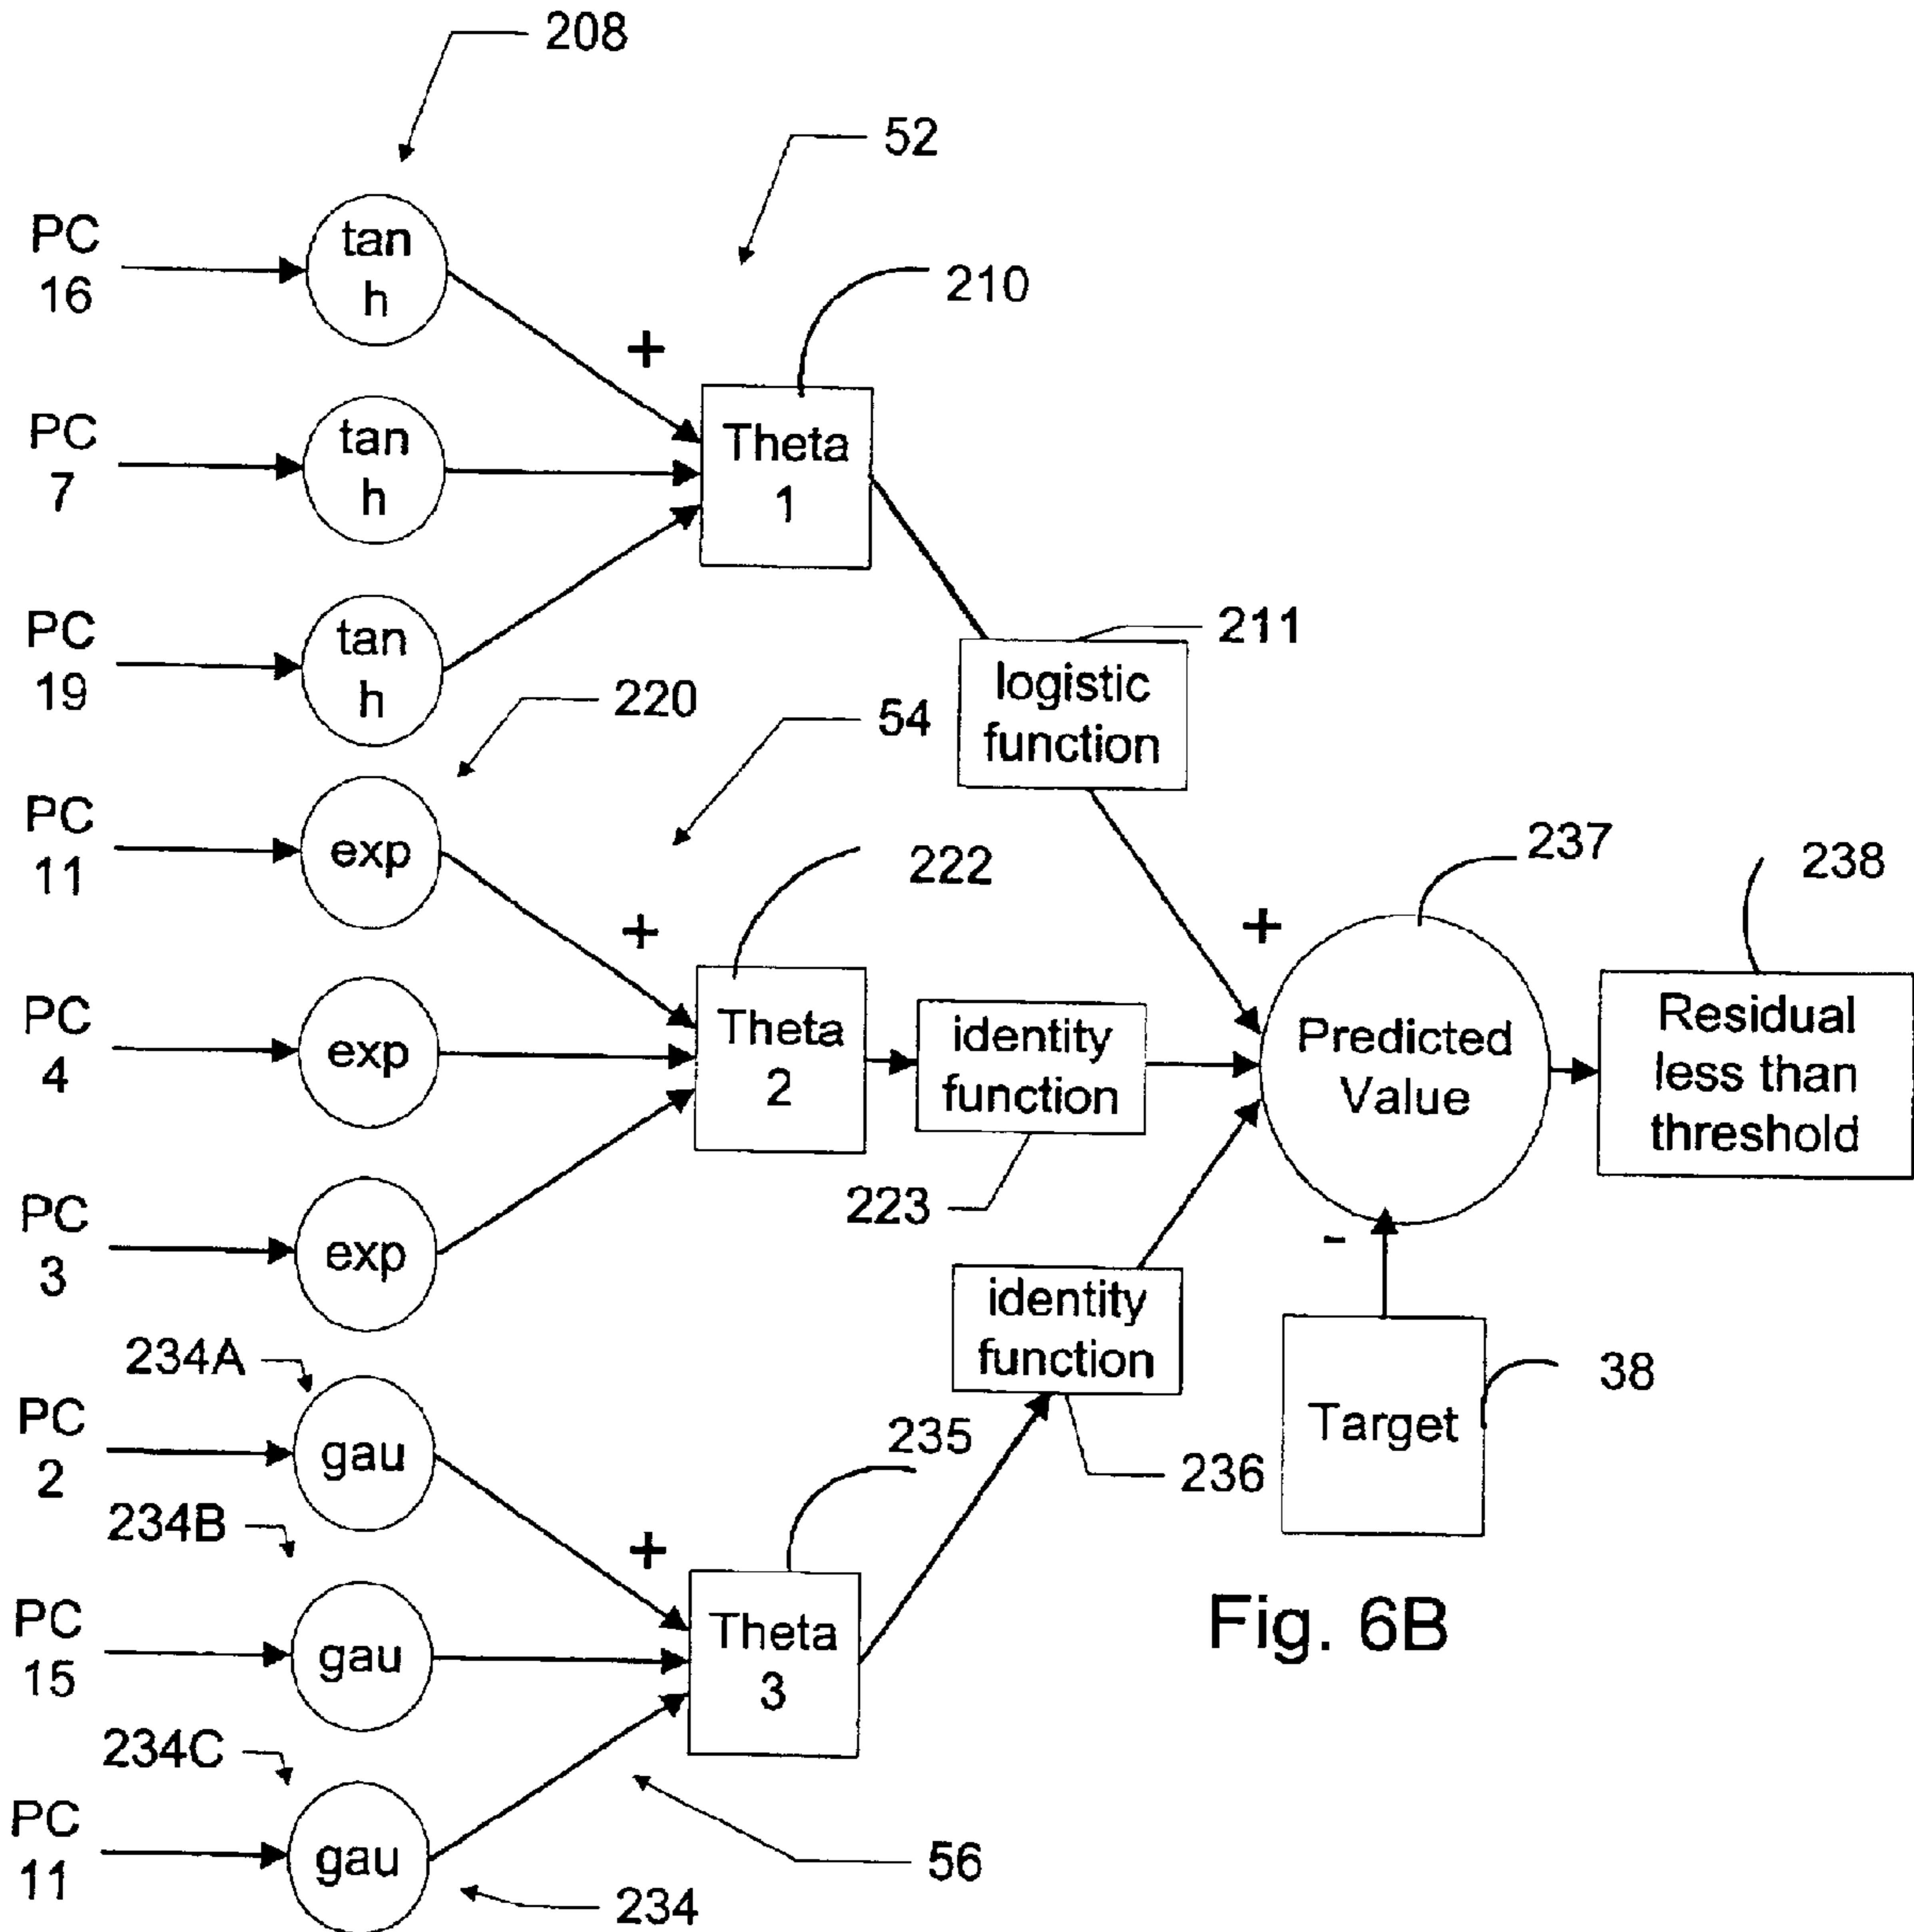 208
52
PC
16
tan
h
210
+
PC
7
tan
h
Theta
1
PC
19
tan
h
211
logistic
function
220
54
PC
11
exp
222
237
238
+
+
PC
4
exp
Theta
2
identity
function
Predicted
Value
Residual
less than
threshold
223
PC
3
exp
-
identity
function
234A
38
PC
2
gau
235
236
Target
234B
+
PC
15
gau
Theta
3
Fig. 6B
234C
PC
11
gau
56
234